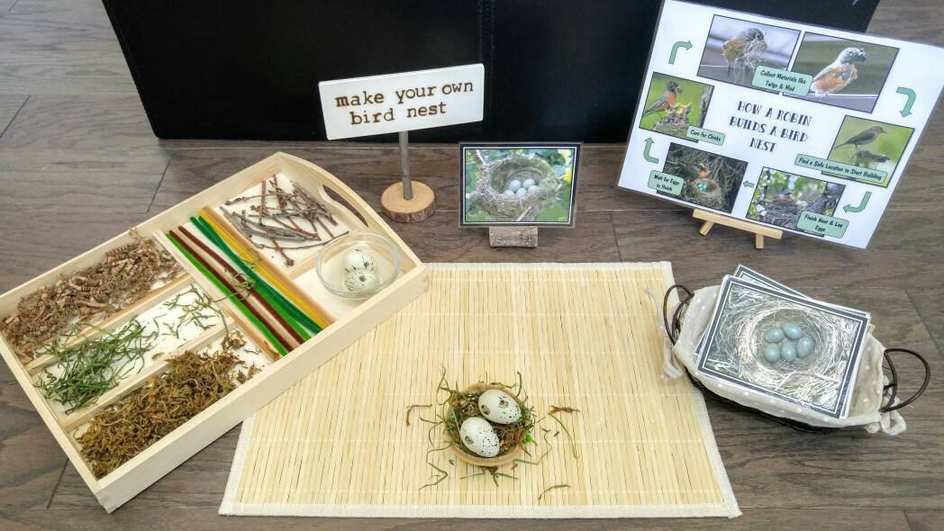 make your own
bird nest
HOW A ROBIN
BUILDS A BIRD
NEST
Collect Materials like
Twigs & Mud
Find a Safe Location to Start Building
Finish Nest & Lay
Eggs
Wait for Eggs
to Hatch
Care for Chicks